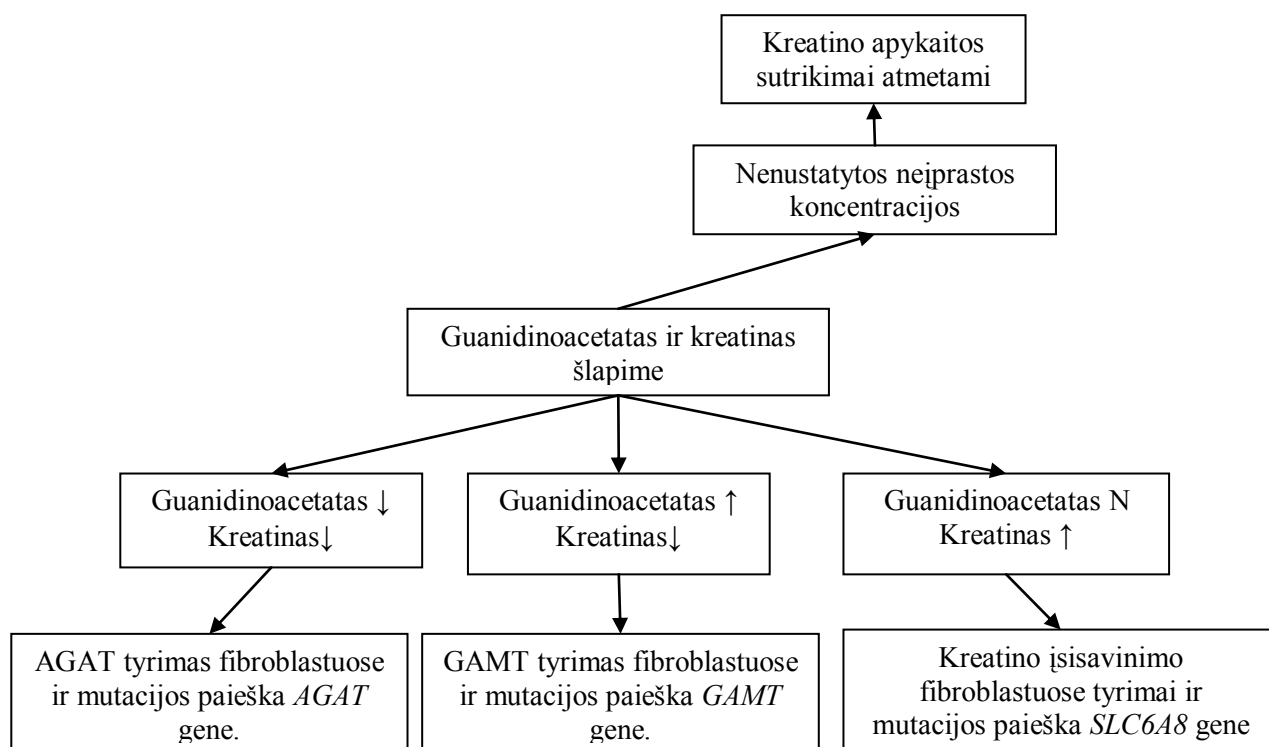 Kreatino apykaitos
sutrikimai atmetami
Nenustatytos neįprastos
koncentracijos
Guanidinoacetatas ir kreatinas
šlapime
Guanidinoacetatas ↓
Kreatinas↓
Guanidinoacetatas ↑
Kreatinas↓
Guanidinoacetatas N
Kreatinas ↑
AGAT tyrimas fibroblastuose
ir mutacijos paieška AGAT
gene.
GAMT tyrimas fibroblastuose
ir mutacijos paieška GAMT
gene.
Kreatino įsisavinimo
fibroblastuose tyrimai ir
mutacijos paieška SLC6A8 gene